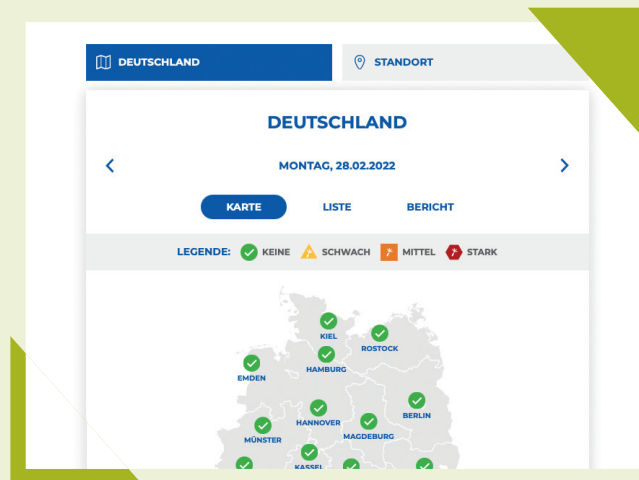 DEUTSCHLAND
STANDORT
DEUTSCHLAND
MONTAG, 28.02.2022
KARTE LISTE BERICHT
LEGENDE: KEINE SCHWACH MITTEL STARK
KIEL
ROSTOCK
HAMBURG
EMDEN
BERLIN
HANNOVER
MÜNSTER
MAGDEBURG
KASSEL